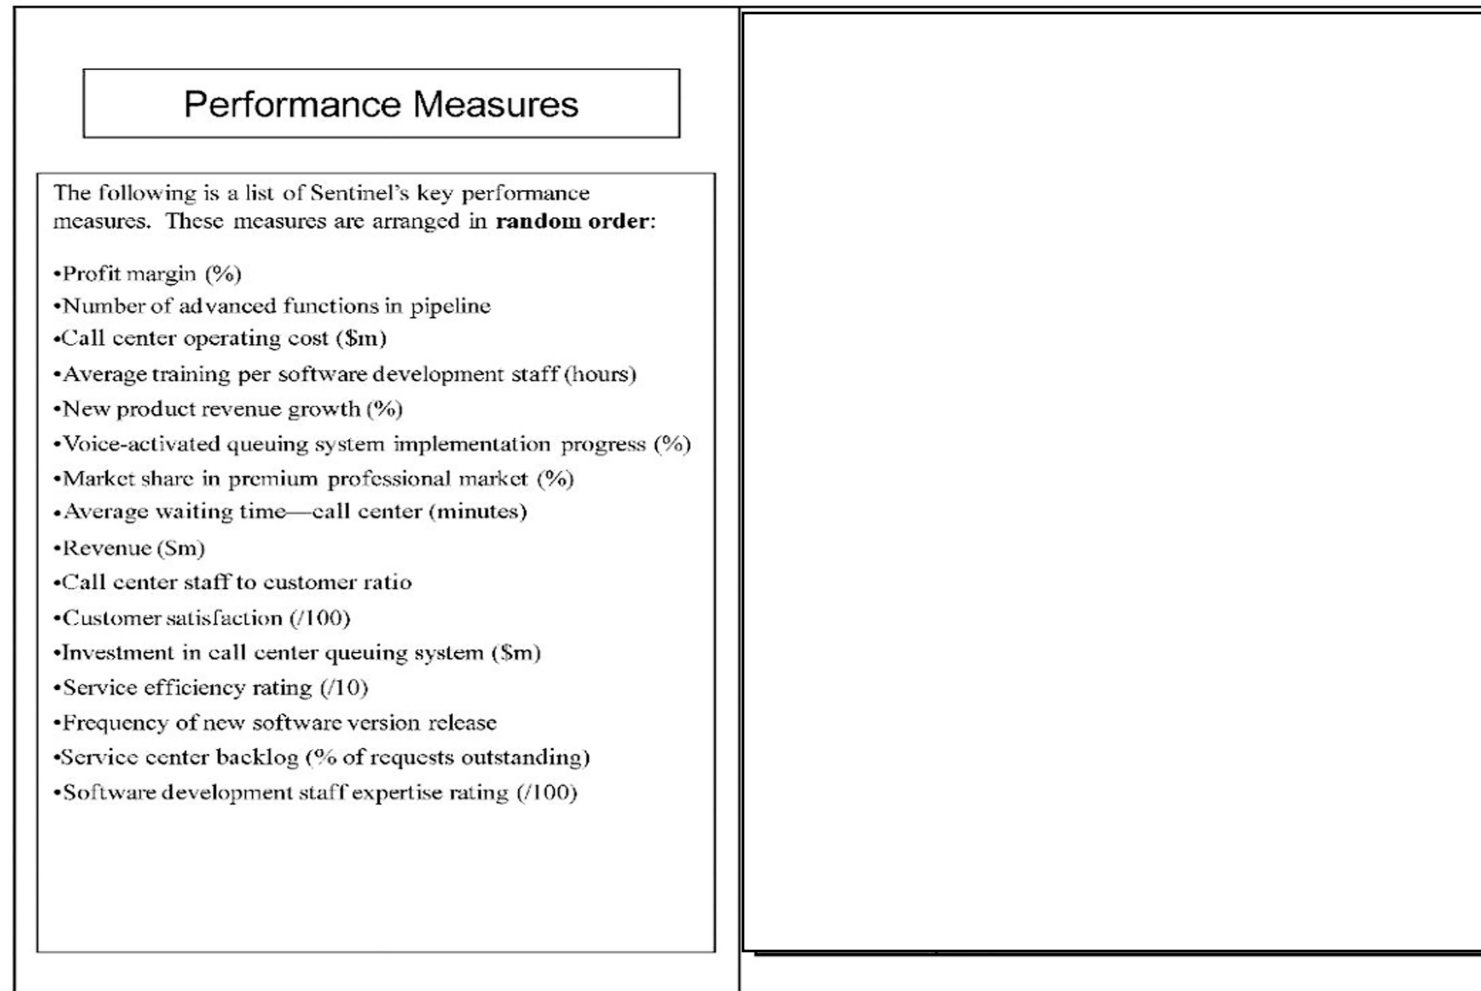 Performance Measures
The following is a list of Sentinel's key performance
measures. These measures are arranged in random order:
•Profit margin (%)
•Number of advanced functions in pipeline
•Call center operating cost ($m)
•Average training per software development staff (hours)
•New product revenue growth (%)
•Voice-activated queuing system implementation progress (%)
•Market share in premium professional market (%)
•Average waiting time—call center (minutes)
•Revenue ($m)
•Call center staff to customer ratio
•Customer satisfaction (/100)
•Investment in call center queuing system ($m)
•Service efficiency rating (/10)
•Frequency of new software version release
•Service center backlog (% of requests outstanding)
•Software development staff expertise rating (/100)